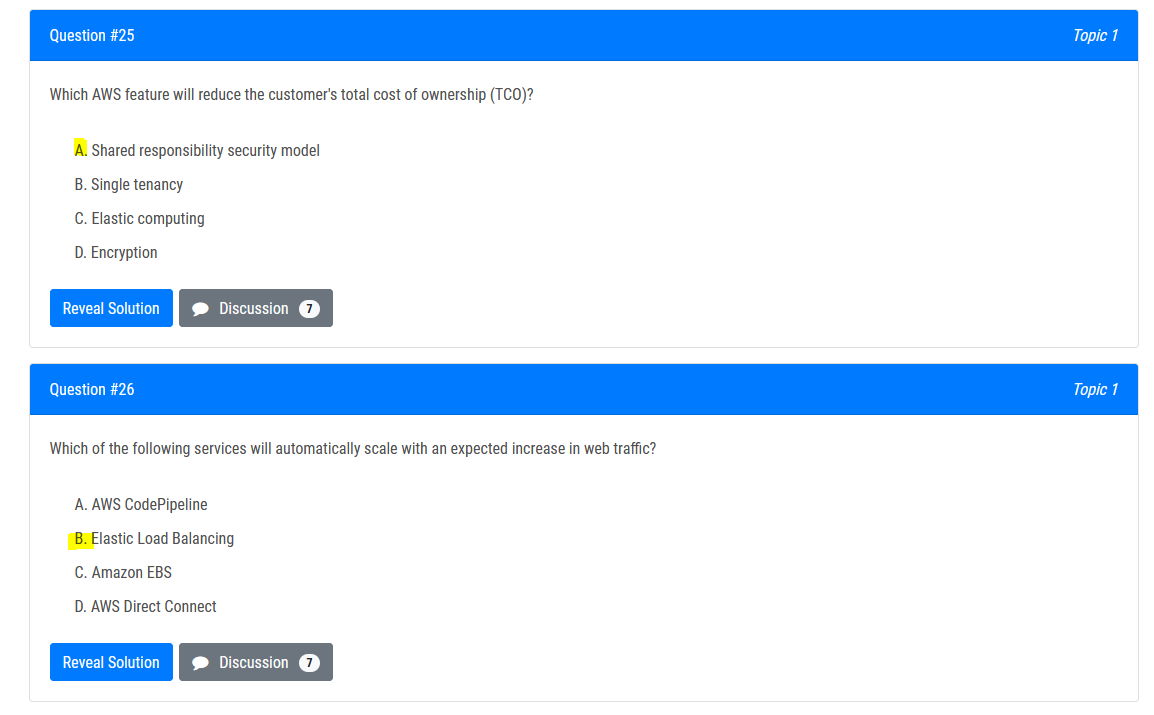 Question #25
Topic 1
Which AWS feature will reduce the customer's total cost of ownership (TCO)?
A. Shared responsibility security model
B. Single tenancy
C. Elastic computing
D. Encryption
Reveal Solution
Discussion 7
Question #26
Topic 1
Which of the following services will automatically scale with an expected increase in web traffic?
A. AWS CodePipeline
B. Elastic Load Balancing
C. Amazon EBS
D. AWS Direct Connect
Reveal Solution
Discussion 7